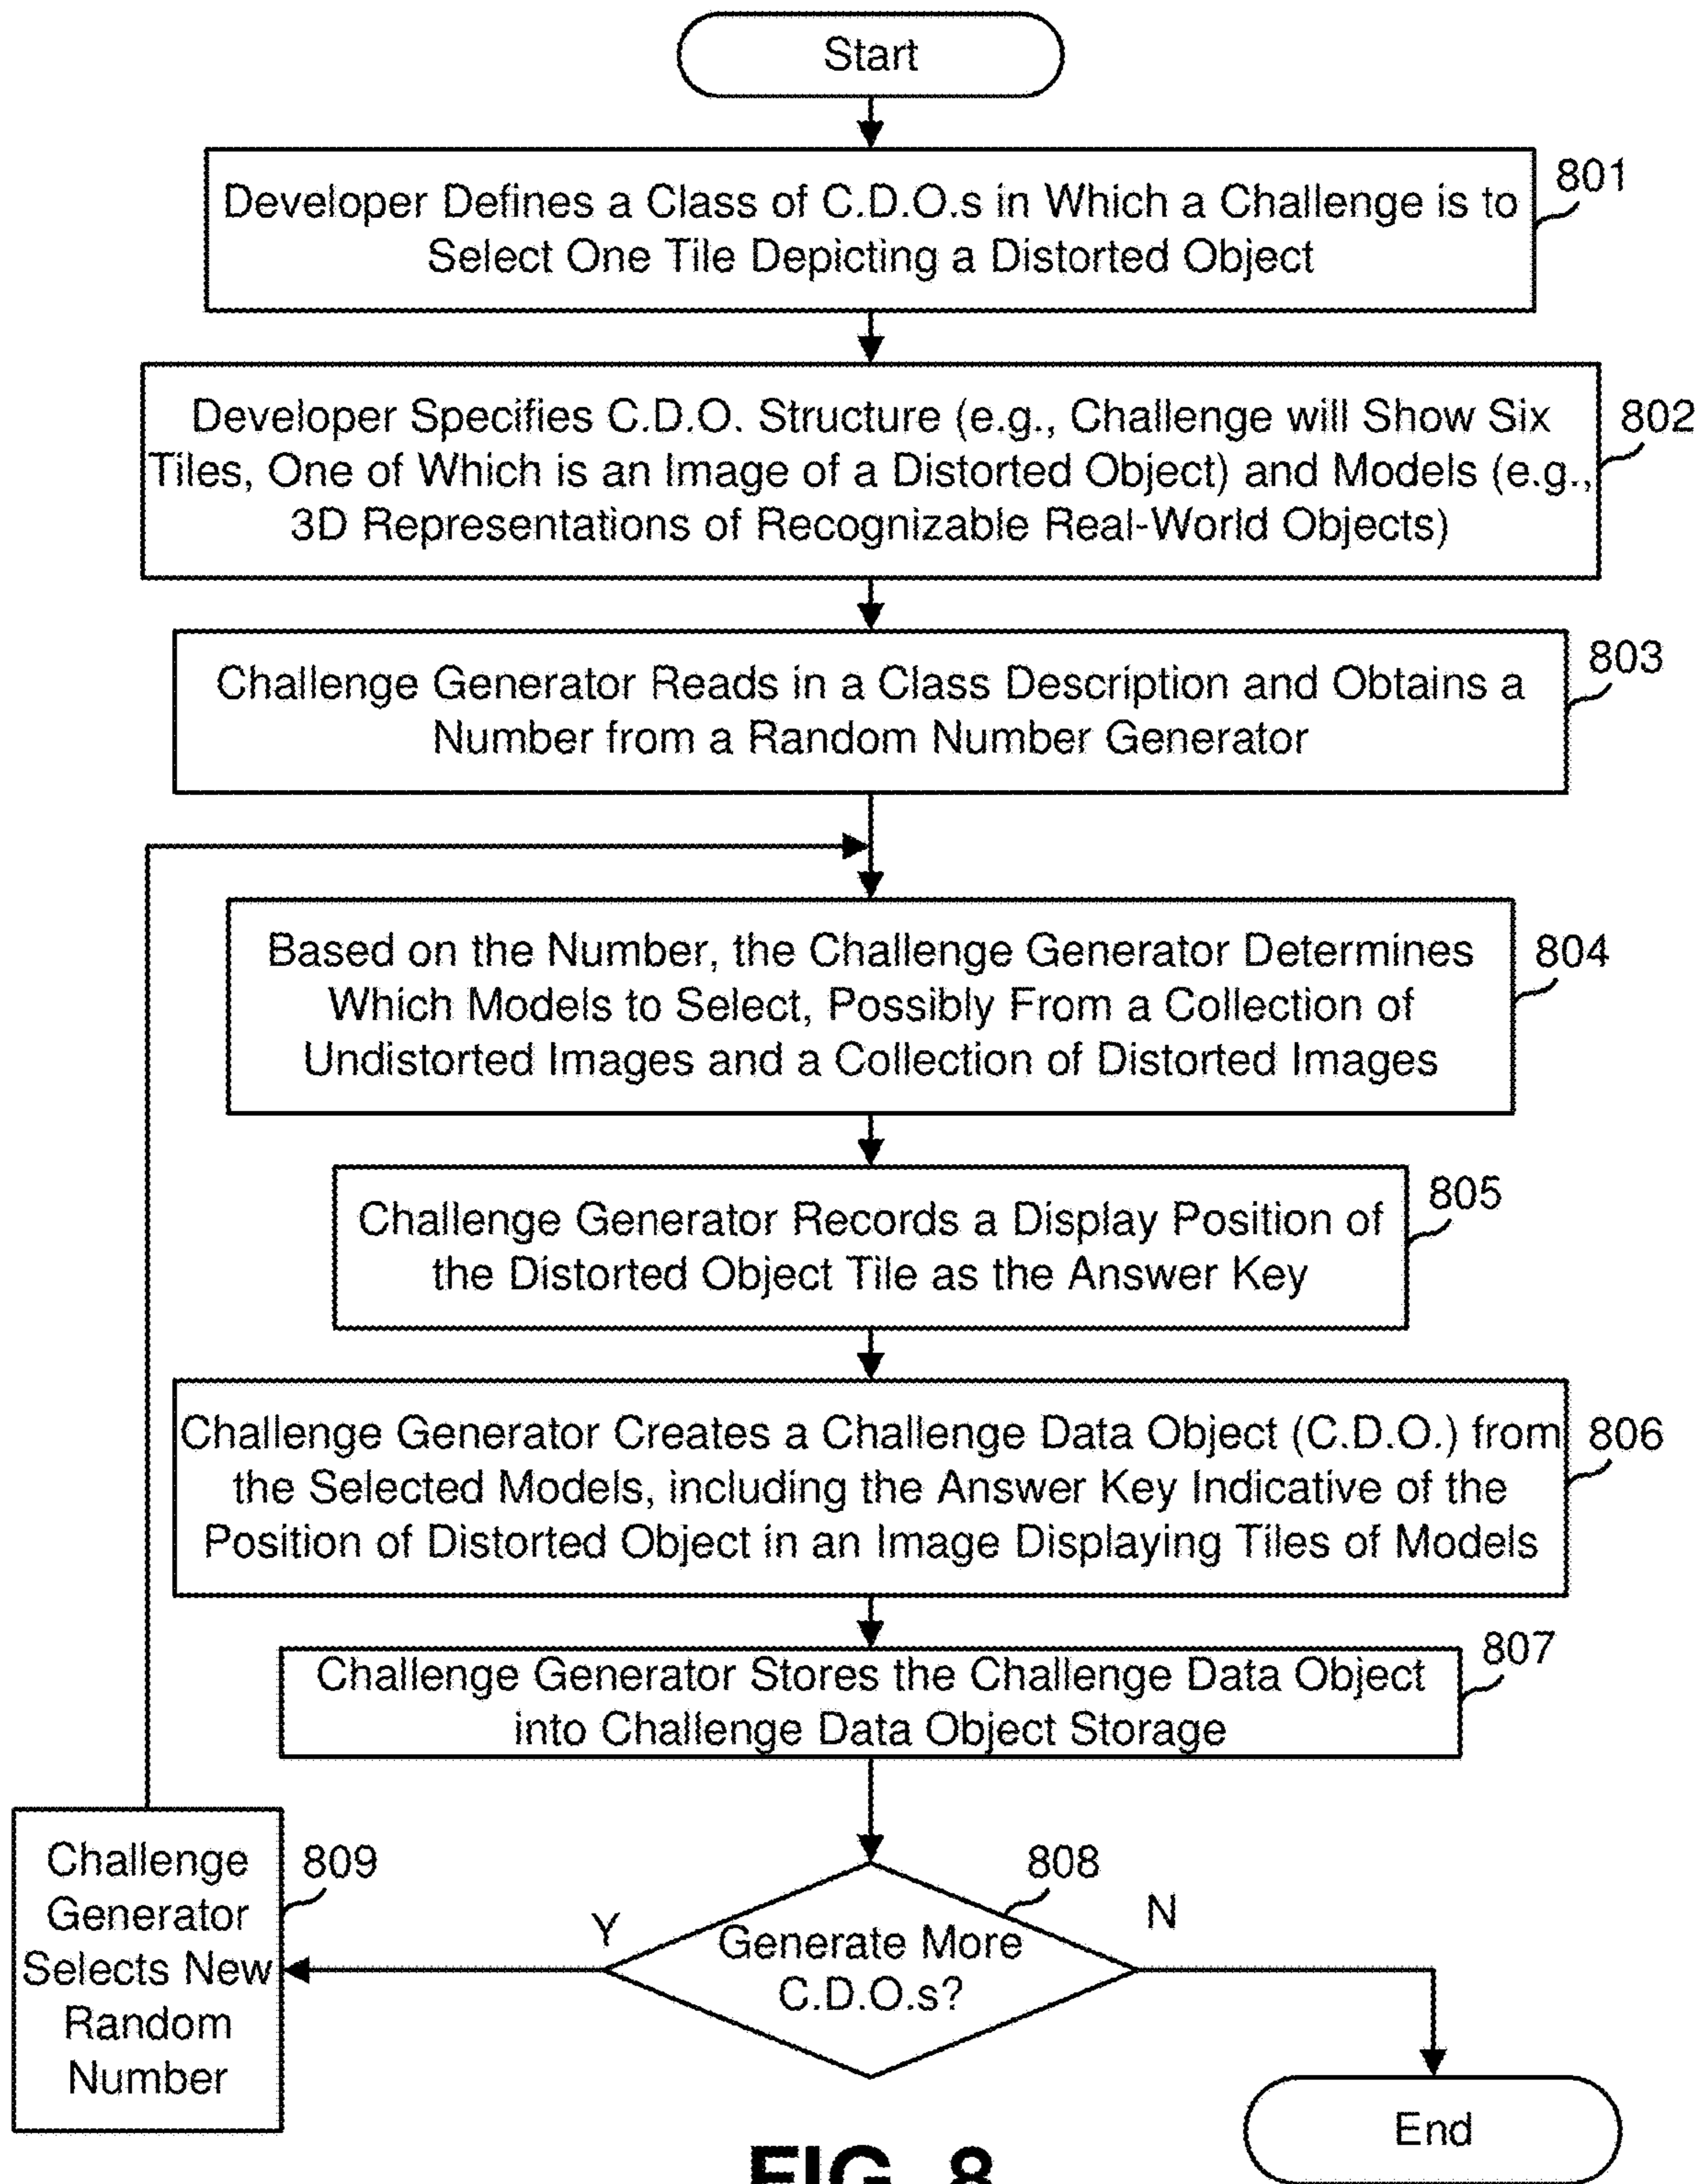 Start
Developer Defines a Class of C.D.O.s in Which a Challenge is to
Select One Tile Depicting a Distorted Object
801
Developer Specifies C.D.O. Structure (e.g., Challenge will Show Six
Tiles, One of Which is an Image of a Distorted Object) and Models (e.g.,
3D Representations of Recognizable Real-World Objects)
802
Challenge Generator Reads in a Class Description and Obtains a
Number from a Random Number Generator
803
Based on the Number, the Challenge Generator Determines
Which Models to Select, Possibly From a Collection of
Undistorted Images and a Collection of Distorted Images
804
Challenge Generator Records a Display Position of
the Distorted Object Tile as the Answer Key
805
Challenge Generator Creates a Challenge Data Object (C.D.O.) from
the Selected Models, including the Answer Key Indicative of the
Position of Distorted Object in an Image Displaying Tiles of Models
806
Challenge Generator Stores the Challenge Data Object
into Challenge Data Object Storage
807
Generate More
C.D.O.s?
808
Y
N
Challenge
Generator
Selects New
Random
Number
809
End
FIG. 8